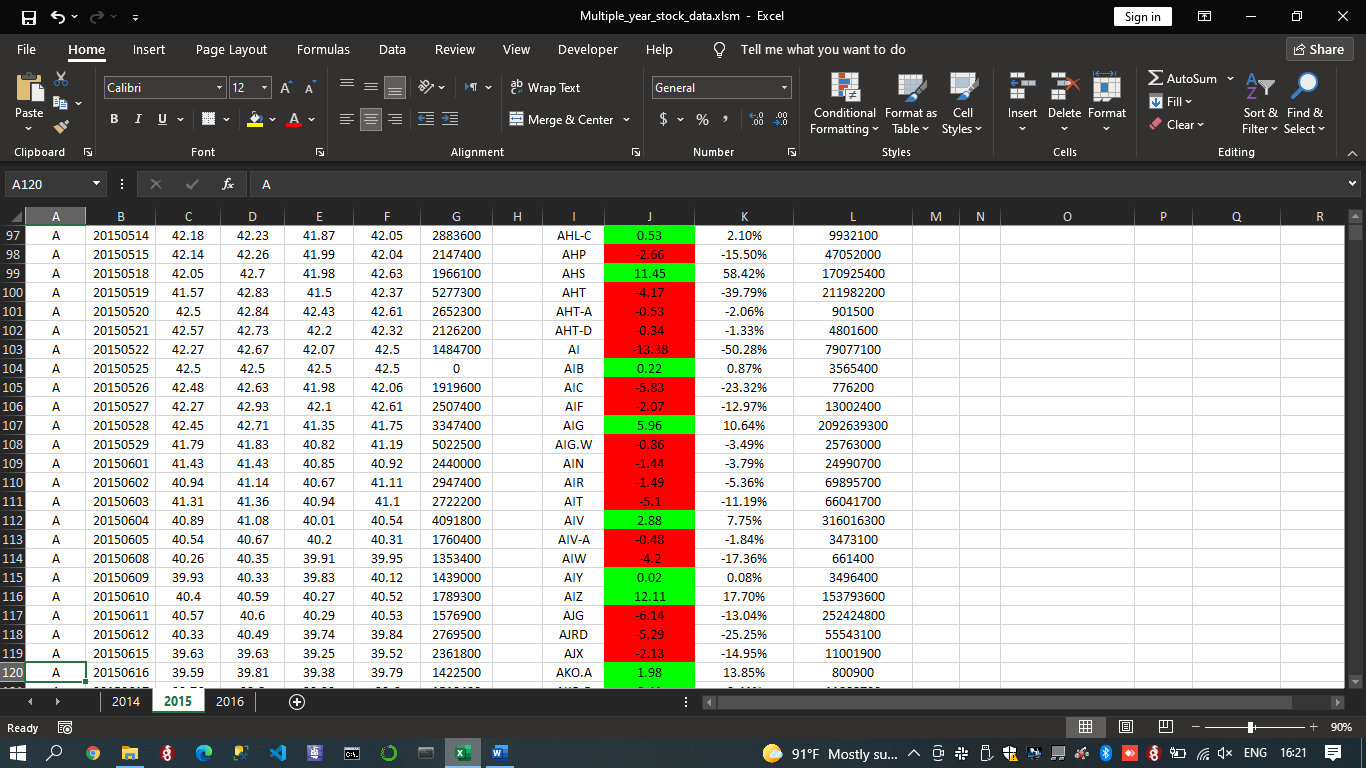 Multiple_year_stock_data.xlsm - Excel
Sign in
File Home Insert Page Layout Formulas Data Review View Developer Help Tell me what you want to do Share
Paste
Calibri 12
B I U A
Wrap Text
Merge & Center
General
$ % ,
Conditional Formatting
Format as Table
Cell Styles
Insert
Delete
Format
AutoSum
Fill
Clear
Sort & Filter
Find & Select
Clipboard Font Alignment Number Styles Cells Editing
A120 fx A
A B C D E F G H I J K L M N O P Q R
97 A 20150514 42.18 42.23 41.87 42.05 2883600 AHL-C 0.53 2.10% 9932100
98 A 20150515 42.14 42.26 41.99 42.04 2147400 AHP -2.66 -15.50% 47052000
99 A 20150518 42.05 42.7 41.98 42.63 1966100 AHS 11.45 58.42% 170925400
100 A 20150519 41.57 42.83 41.5 42.37 5277300 AHT -4.17 -39.79% 211982200
101 A 20150520 42.5 42.84 42.43 42.61 2652300 AHT-A -0.53 -2.06% 901500
102 A 20150521 42.57 42.73 42.2 42.32 2126200 AHT-D -0.34 -1.33% 4801600
103 A 20150522 42.27 42.67 42.07 42.5 1484700 AI -13.38 -50.28% 79077100
104 A 20150525 42.5 42.5 42.5 42.5 0 AIB 0.22 0.87% 3565400
105 A 20150526 42.48 42.63 41.98 42.06 1919600 AIC -5.83 -23.32% 776200
106 A 20150527 42.27 42.93 42.1 42.61 2507400 AIF -2.07 -12.97% 13002400
107 A 20150528 42.45 42.71 41.35 41.75 3347400 AIG 5.96 10.64% 2092639300
108 A 20150529 41.79 41.83 40.82 41.19 5022500 AIG.W -0.86 -3.49% 25763000
109 A 20150601 41.43 41.43 40.85 40.92 2440000 AIN -1.44 -3.79% 24990700
110 A 20150602 40.94 41.14 40.67 41.11 2947400 AIR -1.49 -5.36% 69895700
111 A 20150603 41.31 41.36 40.94 41.1 2722200 AIT -5.1 -11.19% 66041700
112 A 20150604 40.89 41.08 40.01 40.54 4091800 AIV 2.88 7.75% 316016300
113 A 20150605 40.54 40.67 40.2 40.31 1760400 AIV-A -0.48 -1.84% 3473100
114 A 20150608 40.26 40.35 39.91 39.95 1353400 AIW -4.2 -17.36% 661400
115 A 20150609 39.93 40.33 39.83 40.12 1439000 AIY 0.02 0.08% 3496400
116 A 20150610 40.4 40.59 40.27 40.52 1789300 AIZ 12.11 17.70% 153793600
117 A 20150611 40.57 40.6 40.29 40.53 1576900 AJG -6.14 -13.04% 252424800
118 A 20150612 40.33 40.49 39.74 39.84 2769500 AJRD -5.29 -25.25% 55543100
119 A 20150615 39.63 39.63 39.25 39.52 2361800 AJX -2.13 -14.95% 11001900
120 A 20150616 39.59 39.81 39.38 39.79 1422500 AKO.A 1.98 13.85% 800900
2014 2015 2016
Ready 90%
91°F Mostly su... ENG 16:21